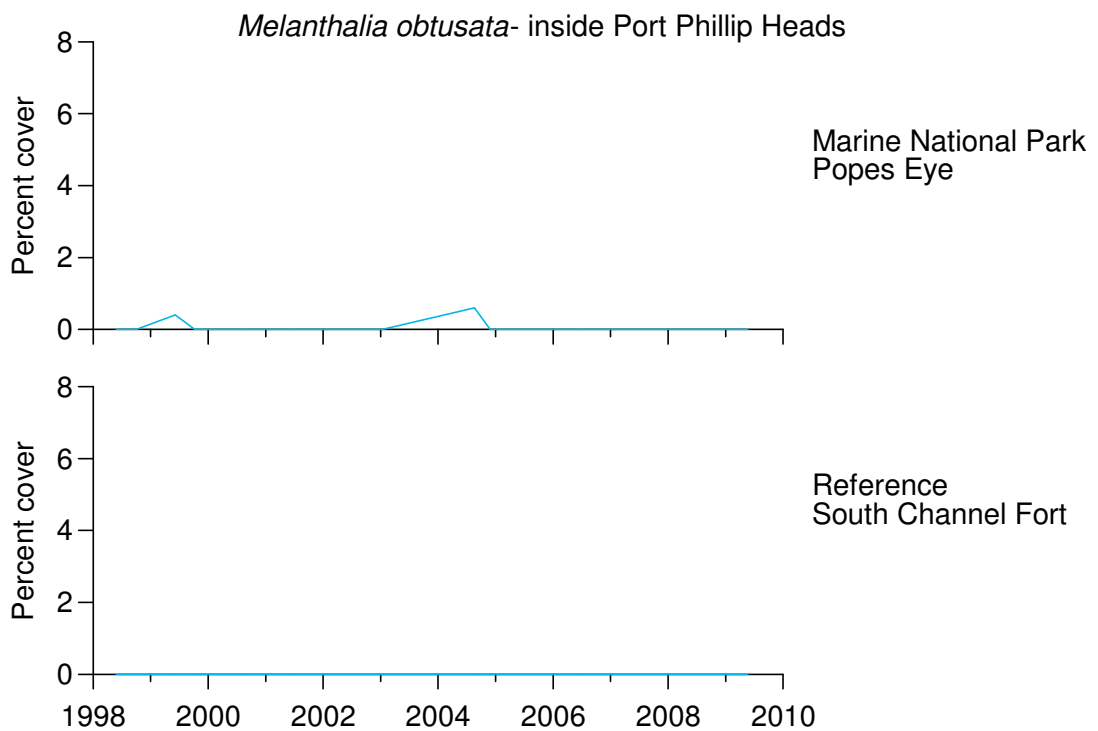 Melanthalia obtusata- inside Port Phillip Heads
8
6
4
2
0
Percent cover
Marine National Park
Popes Eye
8
6
4
2
0
Percent cover
Reference
South Channel Fort
1998 2000 2002 2004 2006 2008 2010